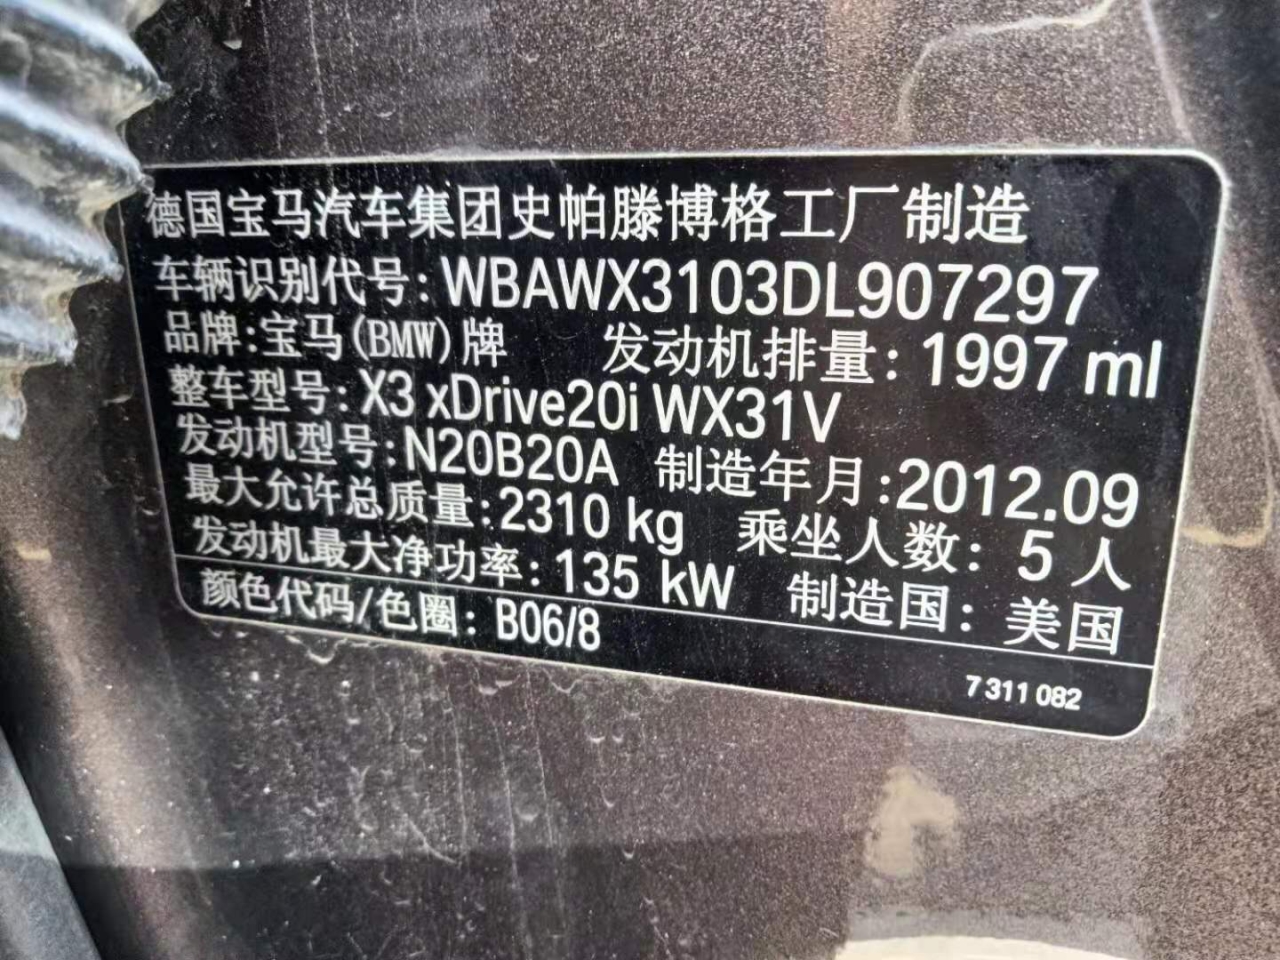 德国宝马汽车集团史帕滕博格工厂制造
车辆识别代号:WBAWX3103DL907297
品牌:宝马(BMW)牌 发动机排量: 1997 ml
整车型号: X3 xDrive20i WX31V
发动机型号: N20B20A 制造年月:2012.09
最大允许总质量:2310 kg 乘坐人数: 5 人
发动机最大净功率: 135 kW 制造国: 美国
颜色代码/色圈: B06/8
7 311 082